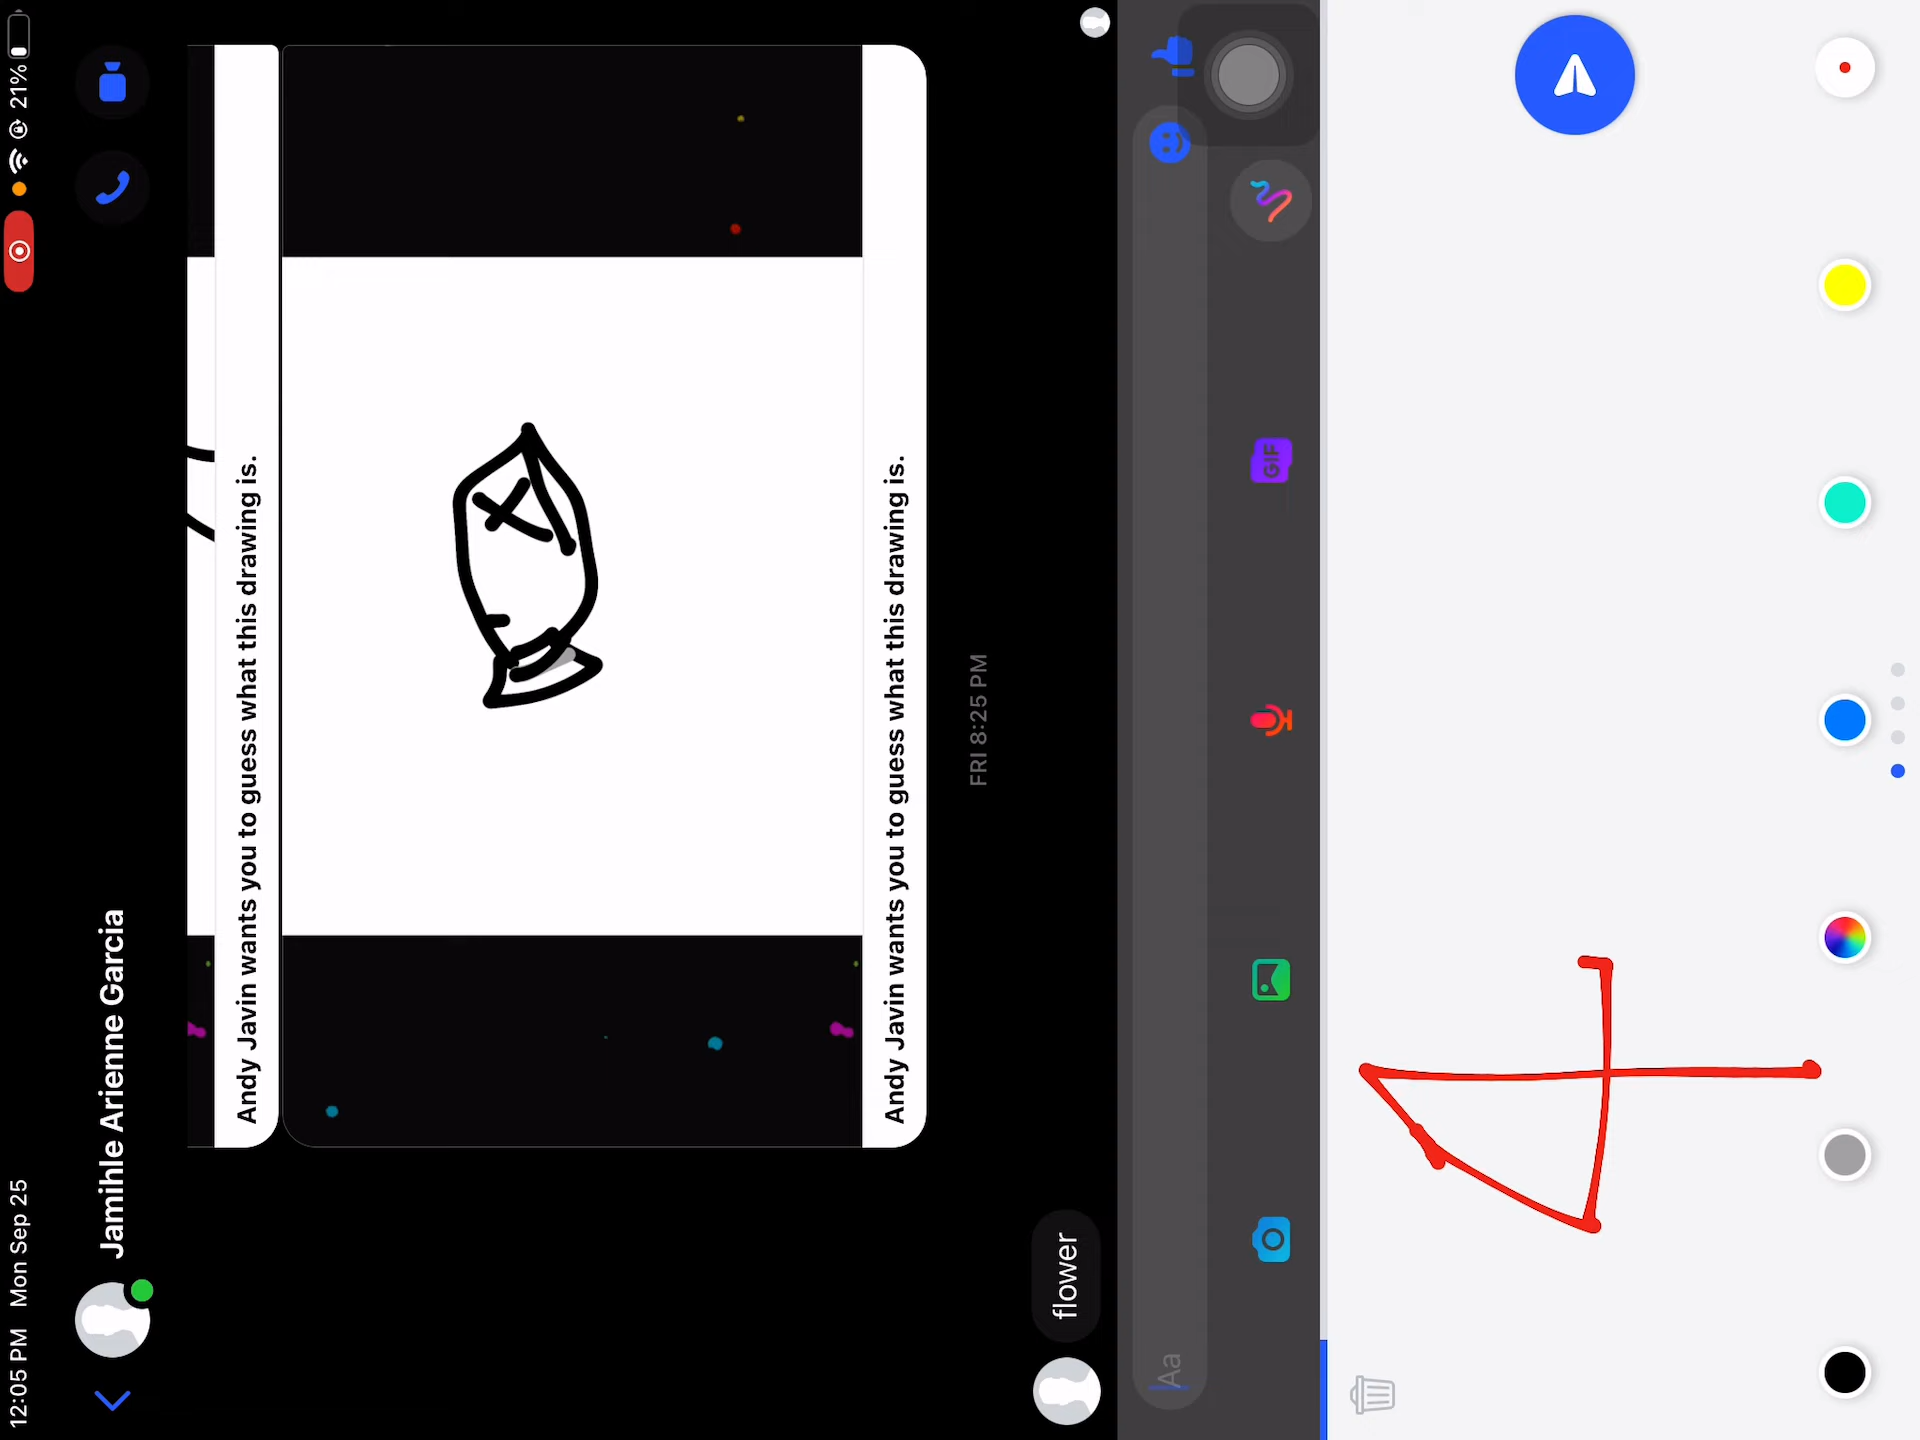 12:05 PM Mon Sep 25
21%
Jamihle Arienne Garcia
Andy Javin wants you to guess what this drawing is.
Andy Javin wants you to guess what this drawing is.
FRI 8:25 PM
flower
Aa
GIF
4